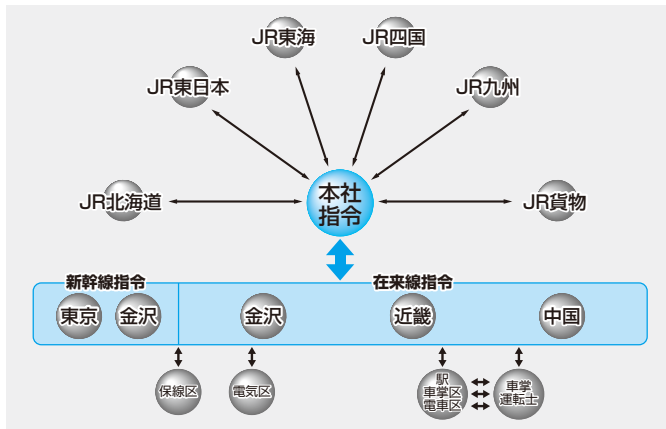 JR東海
JR四国
JR東日本
JR九州
JR北海道
本社
指令
JR貨物
新幹線指令
在来線指令
東京
金沢
金沢
近畿
中国
保線区
電気区
駅
車掌区
電車区
車掌
運転士